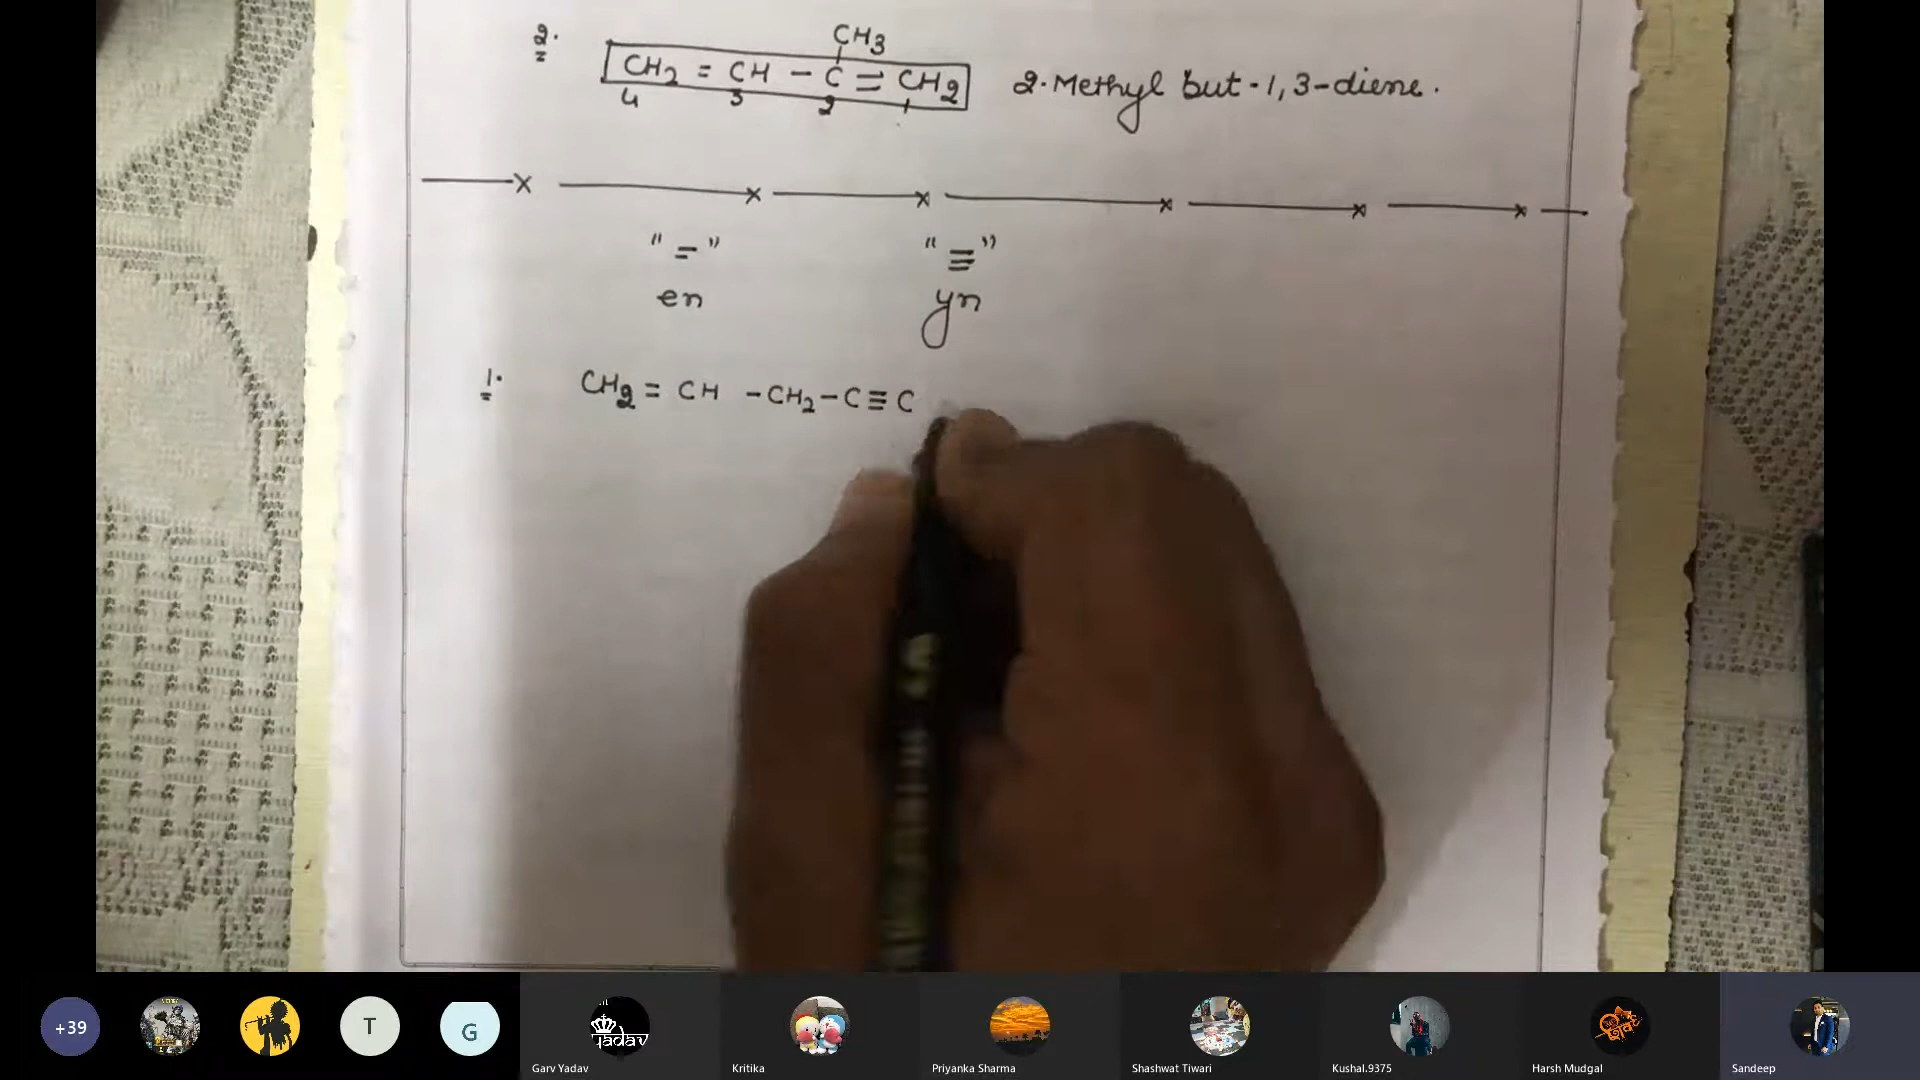 2. CH3
CH2 = CH - C = CH2 2-Methyl but-1,3-diene.
4 3 2 1
"=" "≡"
en yn
1. CH2 = CH -CH2-C≡C
+39
T
G
yadav
Garv Yadav
Kritika
Priyanka Sharma
Shashwat Tiwari
Kushal.9375
Harsh Mudgal
Sandeep